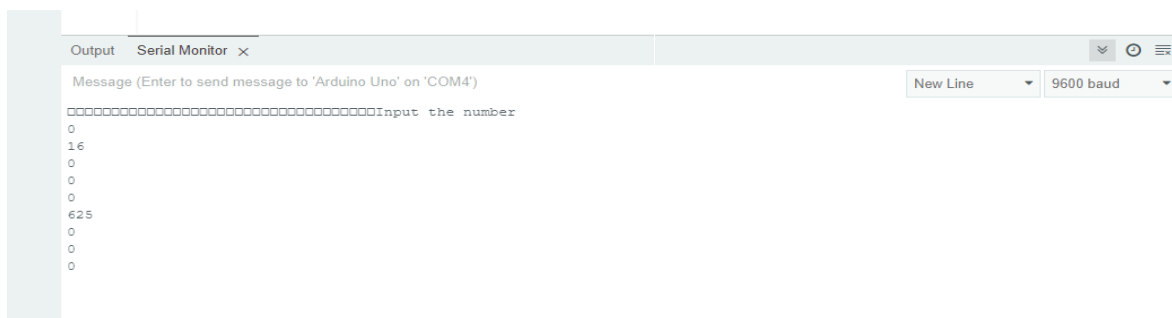 Output Serial Monitor ×
Message (Enter to send message to 'Arduino Uno' on 'COM4')
New Line 9600 baud
□□□□□□□□□□□□□□□□□□□□□□□□□□□□□□□□□□□Input the number
0
16
0
0
0
625
0
0
0